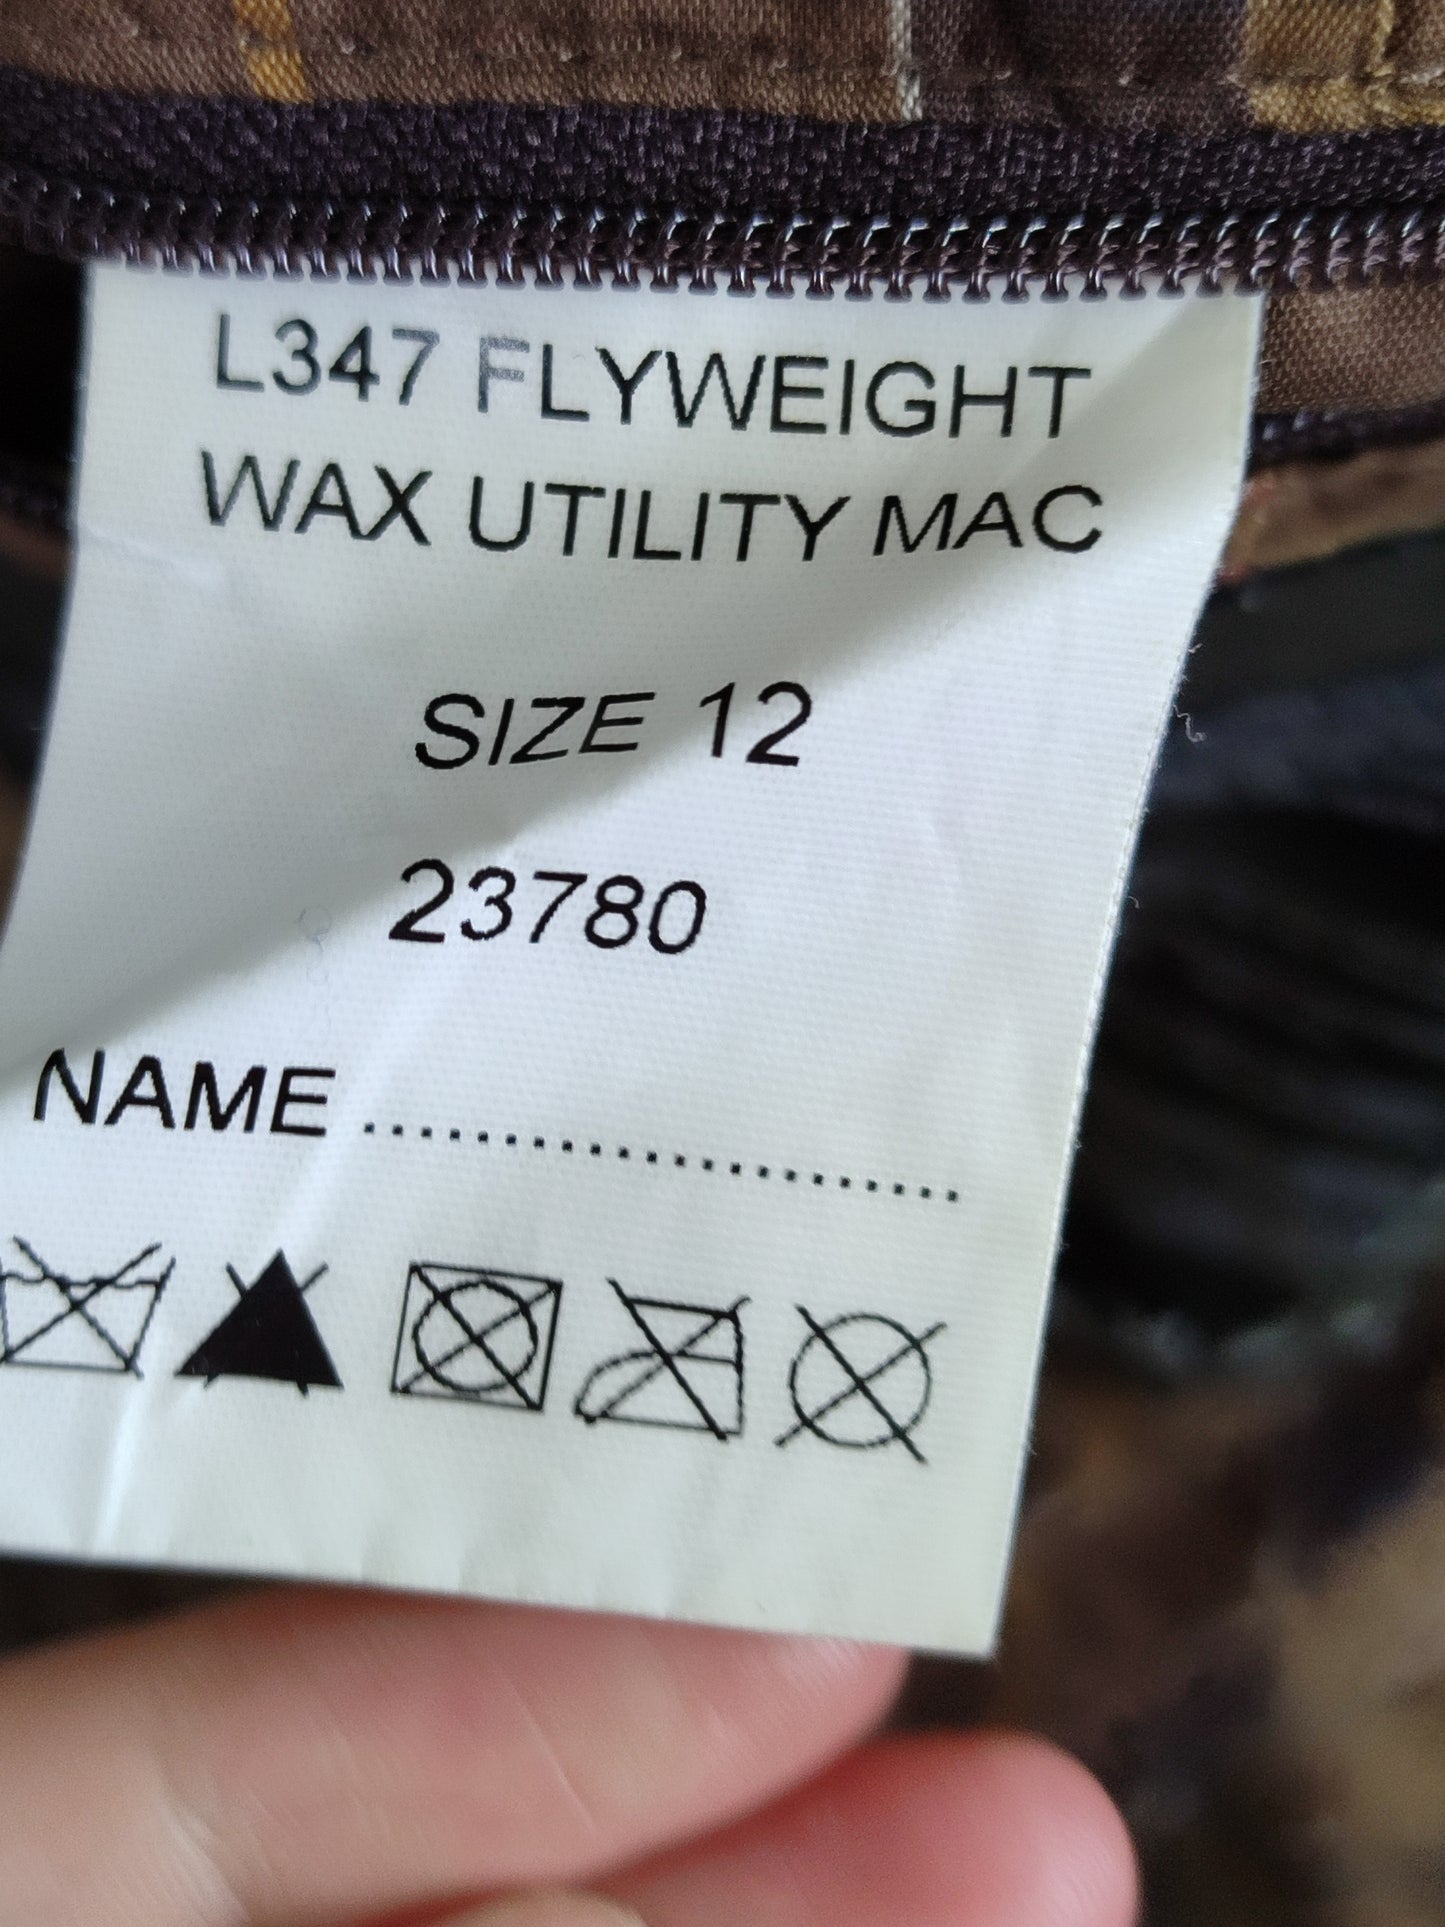 L347 FLYWEIGHT
WAX UTILITY MAC
SIZE 12
23780
NAME ......................